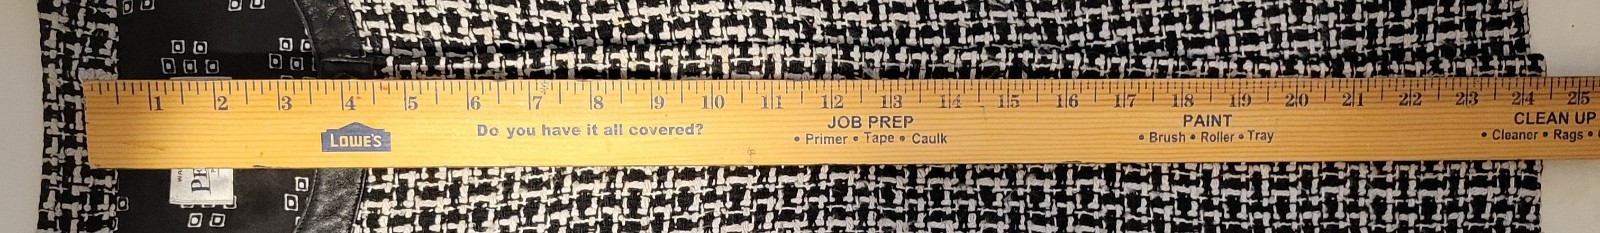 1 2 3 4 5 6 7 8 9 10 11 12 13 14 15 16 17 18 19 20 21 22 23 24 25
LOWE'S
Do you have it all covered?
JOB PREP
• Primer • Tape • Caulk
PAINT
• Brush • Roller • Tray
CLEAN UP
• Cleaner • Rags •